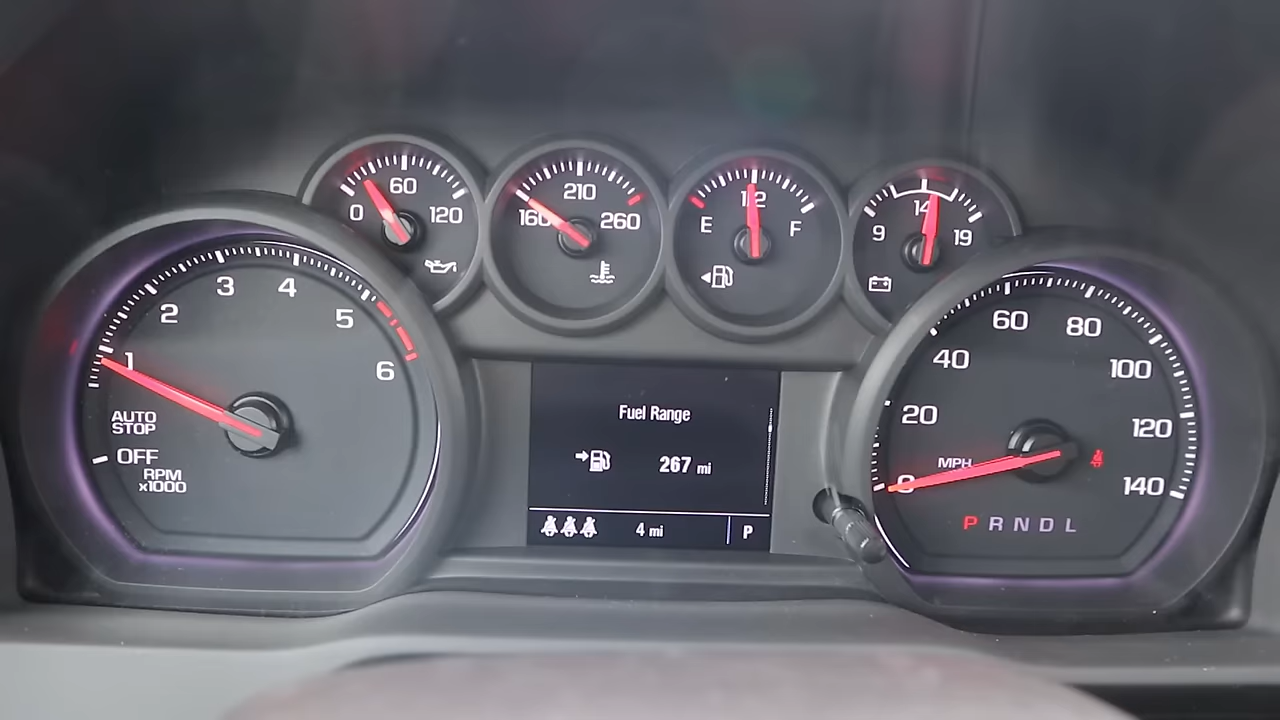 0 60 120
160 210 260
E 1/2 F
9 14 19
1 2 3 4 5 6
AUTO
STOP
OFF
RPM
x1000
Fuel Range
267 mi
4 mi
P
0 20 40 60 80 100 120 140
MPH
P R N D L